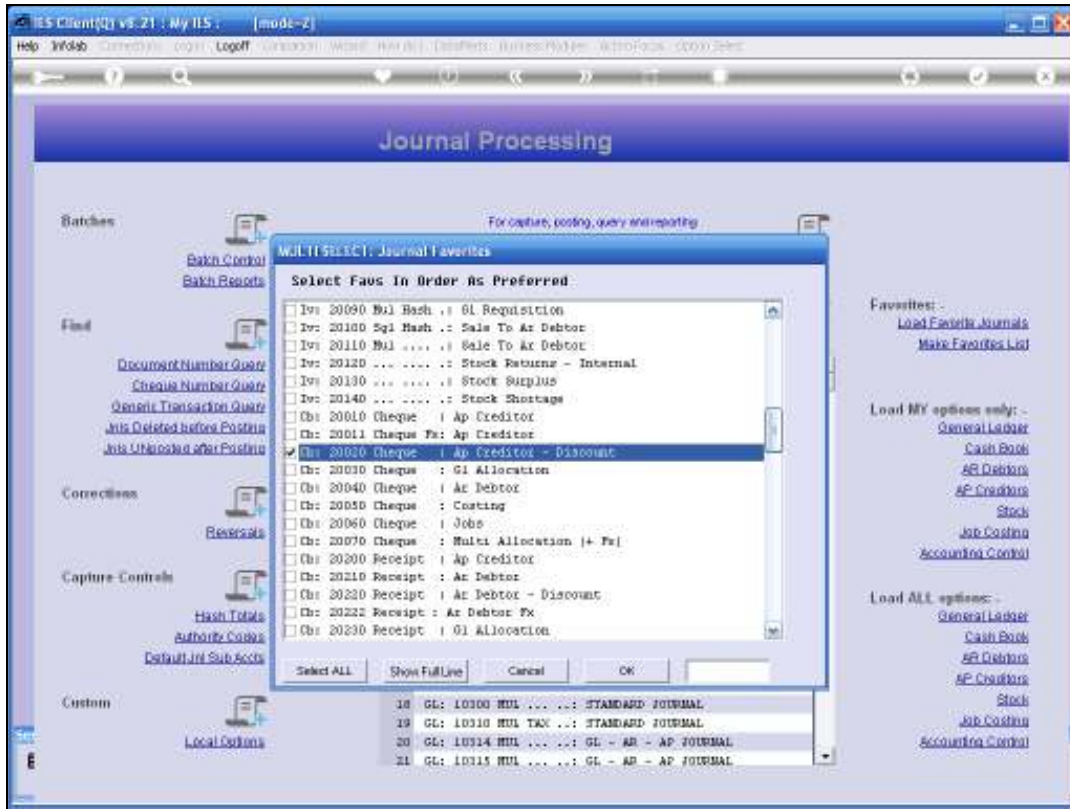 IES Client(Q) v8.21 : My IES : [mode-Z]
Help Infolab Connections Login Logoff Companion Wizard How do I DataPerfs Business Modules Option Select
Journal Processing
Batches
For capture, posting, query and reporting
Batch Control
Batch Reports
MULTI SELECT: Journal Favorites
Select Favs In Order As Preferred
Iv: 20090 Mul Hash .: Gl Requisition
Iv: 20100 Sgl Hash .: Sale To Ar Debtor
Iv: 20110 Mul .... .: Sale To Ar Debtor
Iv: 20120 ... .... .: Stock Returns - Internal
Iv: 20130 ... .... .: Stock Surplus
Iv: 20140 ... .... .: Stock Shortage
Cb: 20010 Cheque : Ap Creditor
Cb: 20011 Cheque Fx: Ap Creditor
Cb: 20020 Cheque : Ap Creditor - Discount
Cb: 20030 Cheque : Gl Allocation
Cb: 20040 Cheque : Ar Debtor
Cb: 20050 Cheque : Costing
Cb: 20060 Cheque : Jobs
Cb: 20070 Cheque : Multi Allocation (+ Fx)
Cb: 20200 Receipt : Ap Creditor
Cb: 20210 Receipt : Ar Debtor
Cb: 20220 Receipt : Ar Debtor - Discount
Cb: 20222 Receipt : Ar Debtor Fx
Cb: 20230 Receipt : Gl Allocation
Select ALL Show Full Line Cancel OK
Find
Document Number Query
Cheque Number Query
Generic Transaction Query
Jnls Deleted before Posting
Jnls UNposted after Posting
Corrections
Reversals
Capture Controls
Hash Totals
Authority Codes
Default Jnl Sub Accts
Custom
Local Options
18 GL: 10300 MUL ... ..: STANDARD JOURNAL
19 GL: 10310 MUL TAX ..: STANDARD JOURNAL
20 GL: 10314 MUL ... ..: GL - AR - AP JOURNAL
21 GL: 10315 MUL ... ..: GL - AR - AP JOURNAL
Favorites: -
Load Favorite Journals
Make Favorites List
Load MY options only: -
General Ledger
Cash Book
AR Debtors
AP Creditors
Stock
Job Costing
Accounting Control
Load ALL options: -
General Ledger
Cash Book
AR Debtors
AP Creditors
Stock
Job Costing
Accounting Control